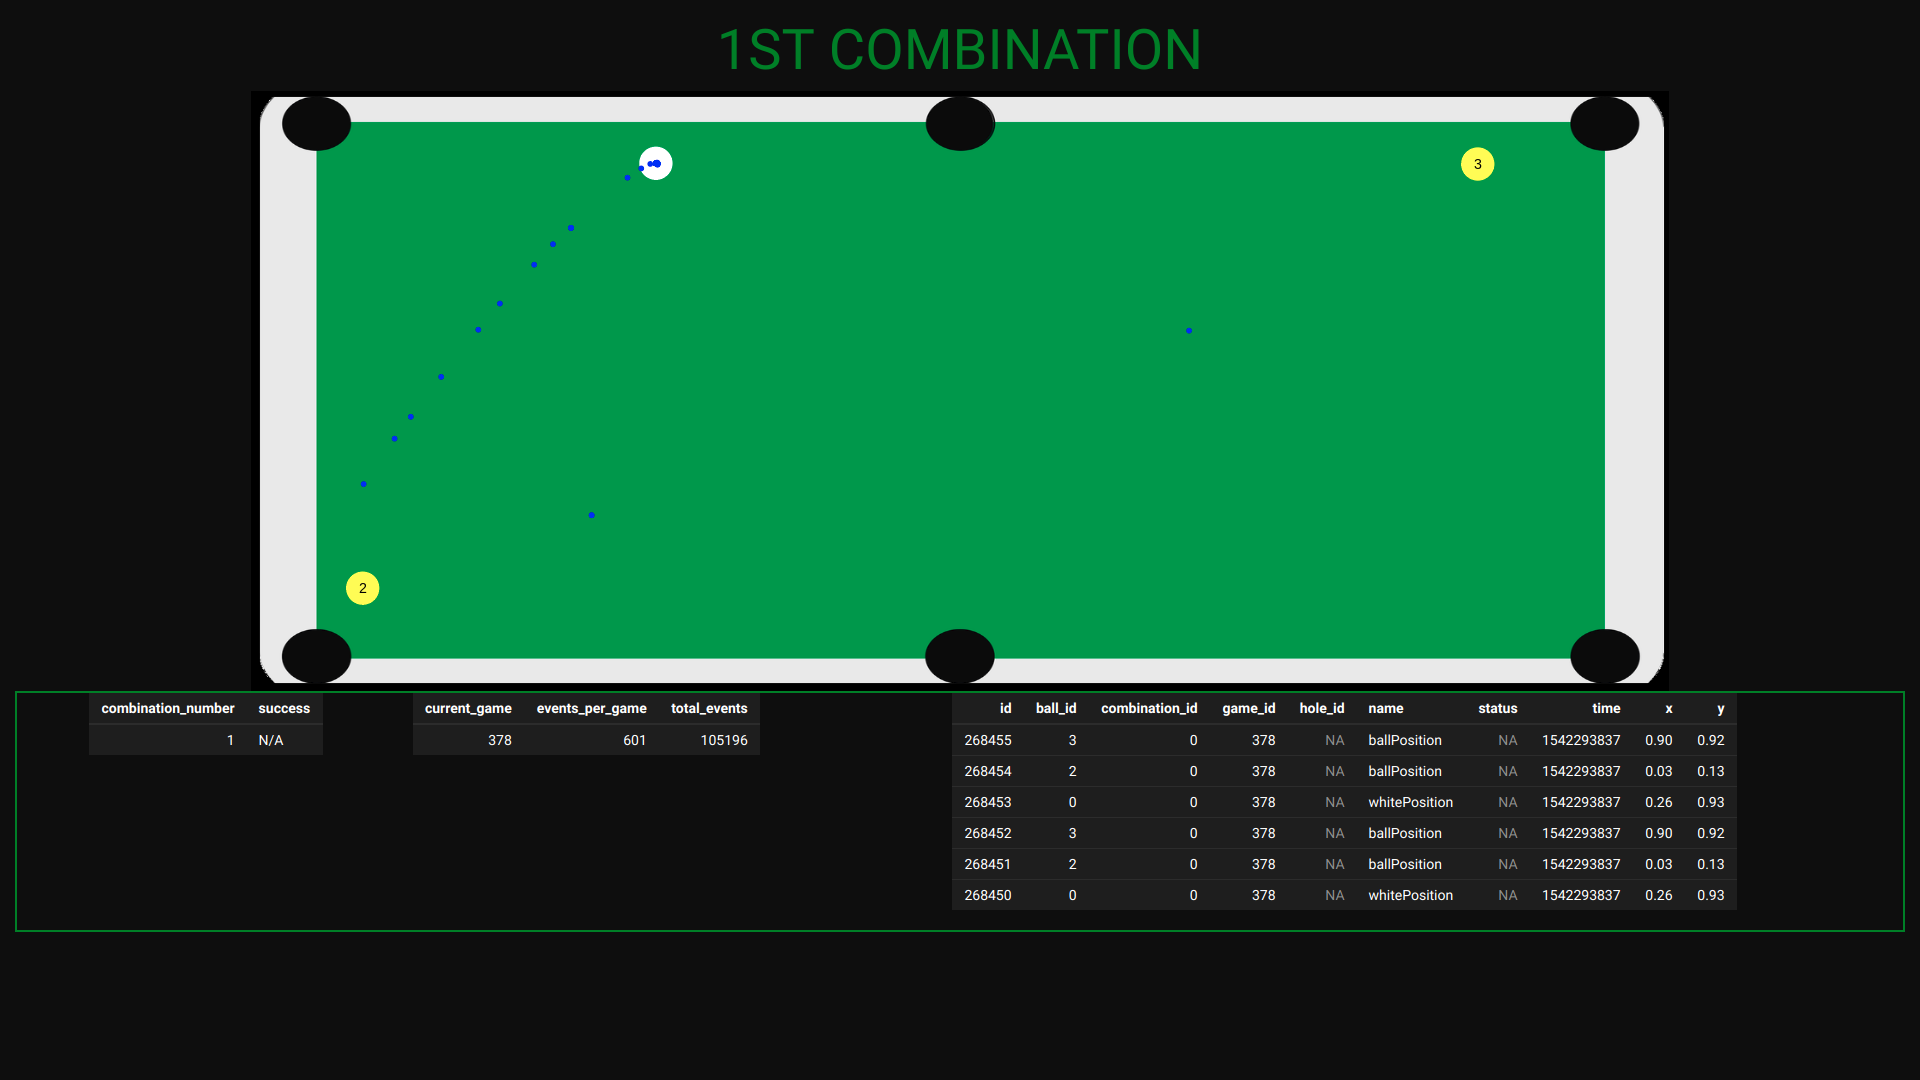 1ST COMBINATION
3
2
combination_number success
1 N/A
current_game events_per_game total_events
378 601 105196
id ball_id combination_id game_id hole_id name status time x y
268455 3 0 378 NA ballPosition NA 1542293837 0.90 0.92
268454 2 0 378 NA ballPosition NA 1542293837 0.03 0.13
268453 0 0 378 NA whitePosition NA 1542293837 0.26 0.93
268452 3 0 378 NA ballPosition NA 1542293837 0.90 0.92
268451 2 0 378 NA ballPosition NA 1542293837 0.03 0.13
268450 0 0 378 NA whitePosition NA 1542293837 0.26 0.93